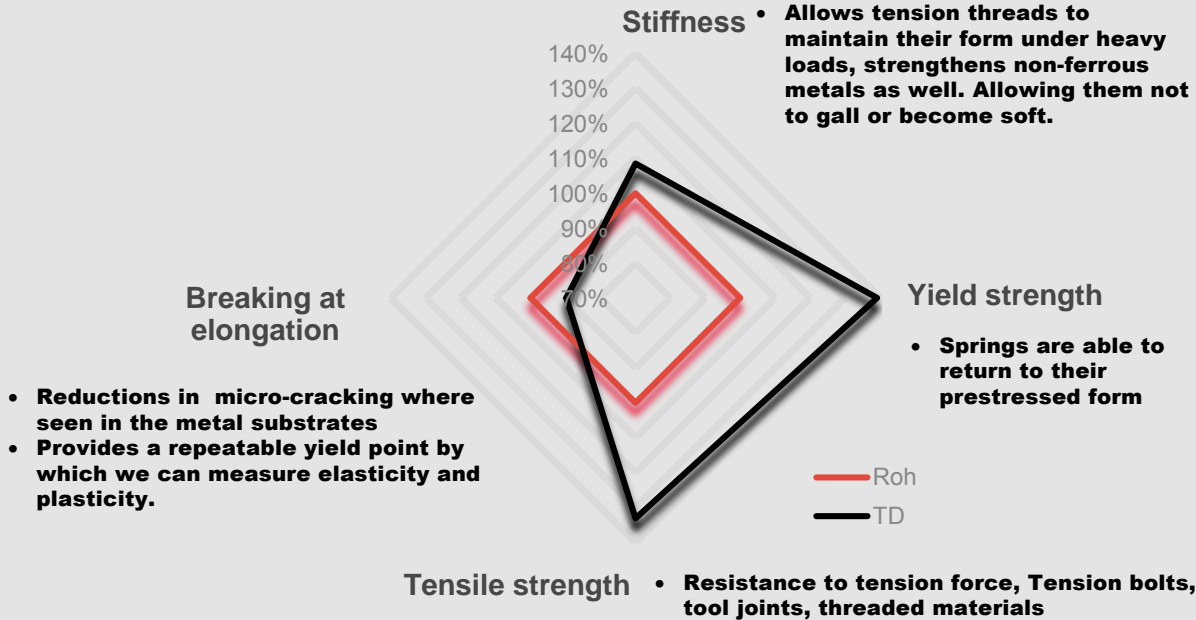 Stiffness
• Allows tension threads to
maintain their form under heavy
loads, strengthens non-ferrous
metals as well. Allowing them not
to gall or become soft.
140%
130%
120%
110%
100%
90%
80%
70%
Breaking at
elongation
• Reductions in  micro-cracking where
seen in the metal substrates
• Provides a repeatable yield point by
which we can measure elasticity and
plasticity.
Yield strength
• Springs are able to
return to their
prestressed form
Roh
TD
Tensile strength
• Resistance to tension force, Tension bolts,
tool joints, threaded materials